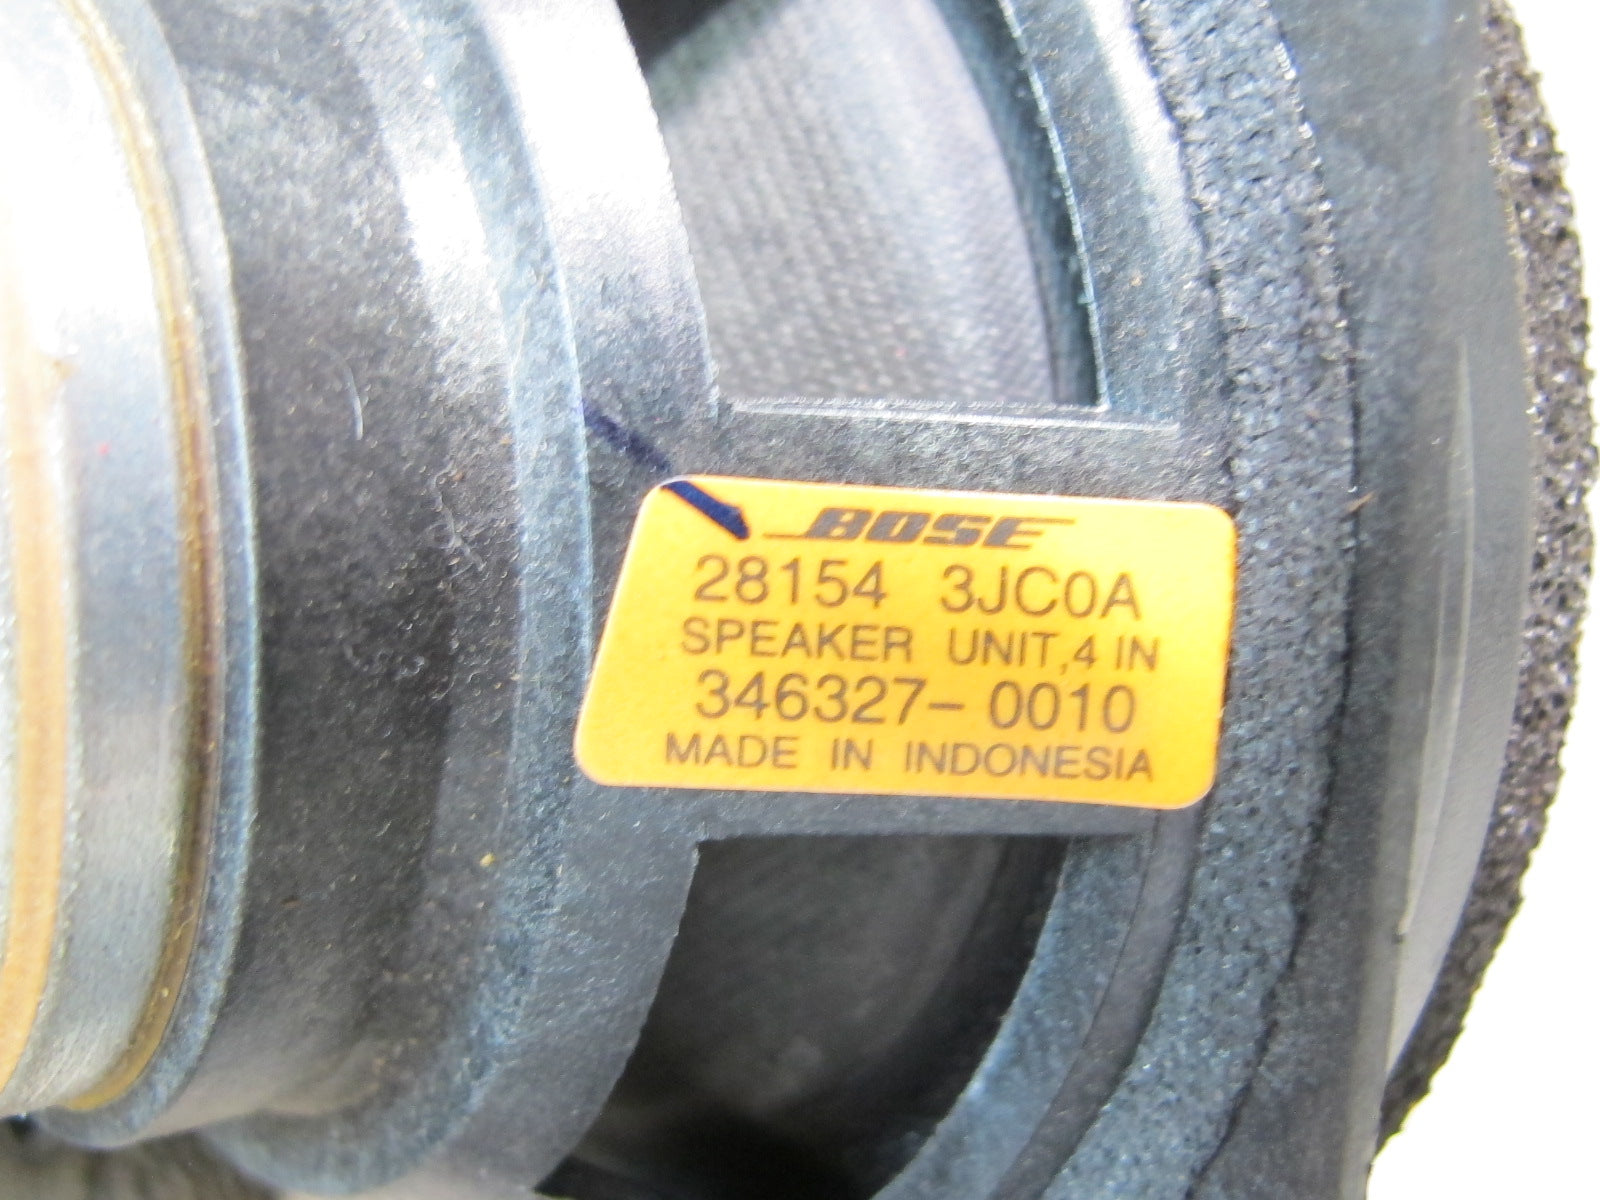 BOSE
28154 3JC0A
SPEAKER UNIT,4 IN
346327-0010
MADE IN INDONESIA